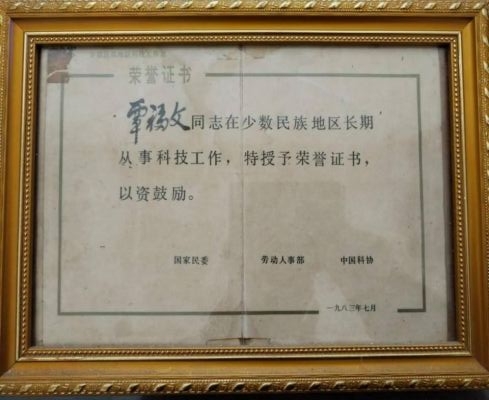 荣誉证书
覃福文同志在少数民族地区长期
从事科技工作，特授予荣誉证书，
以资鼓励。
国家民委 劳动人事部 中国科协
一九八三年七月